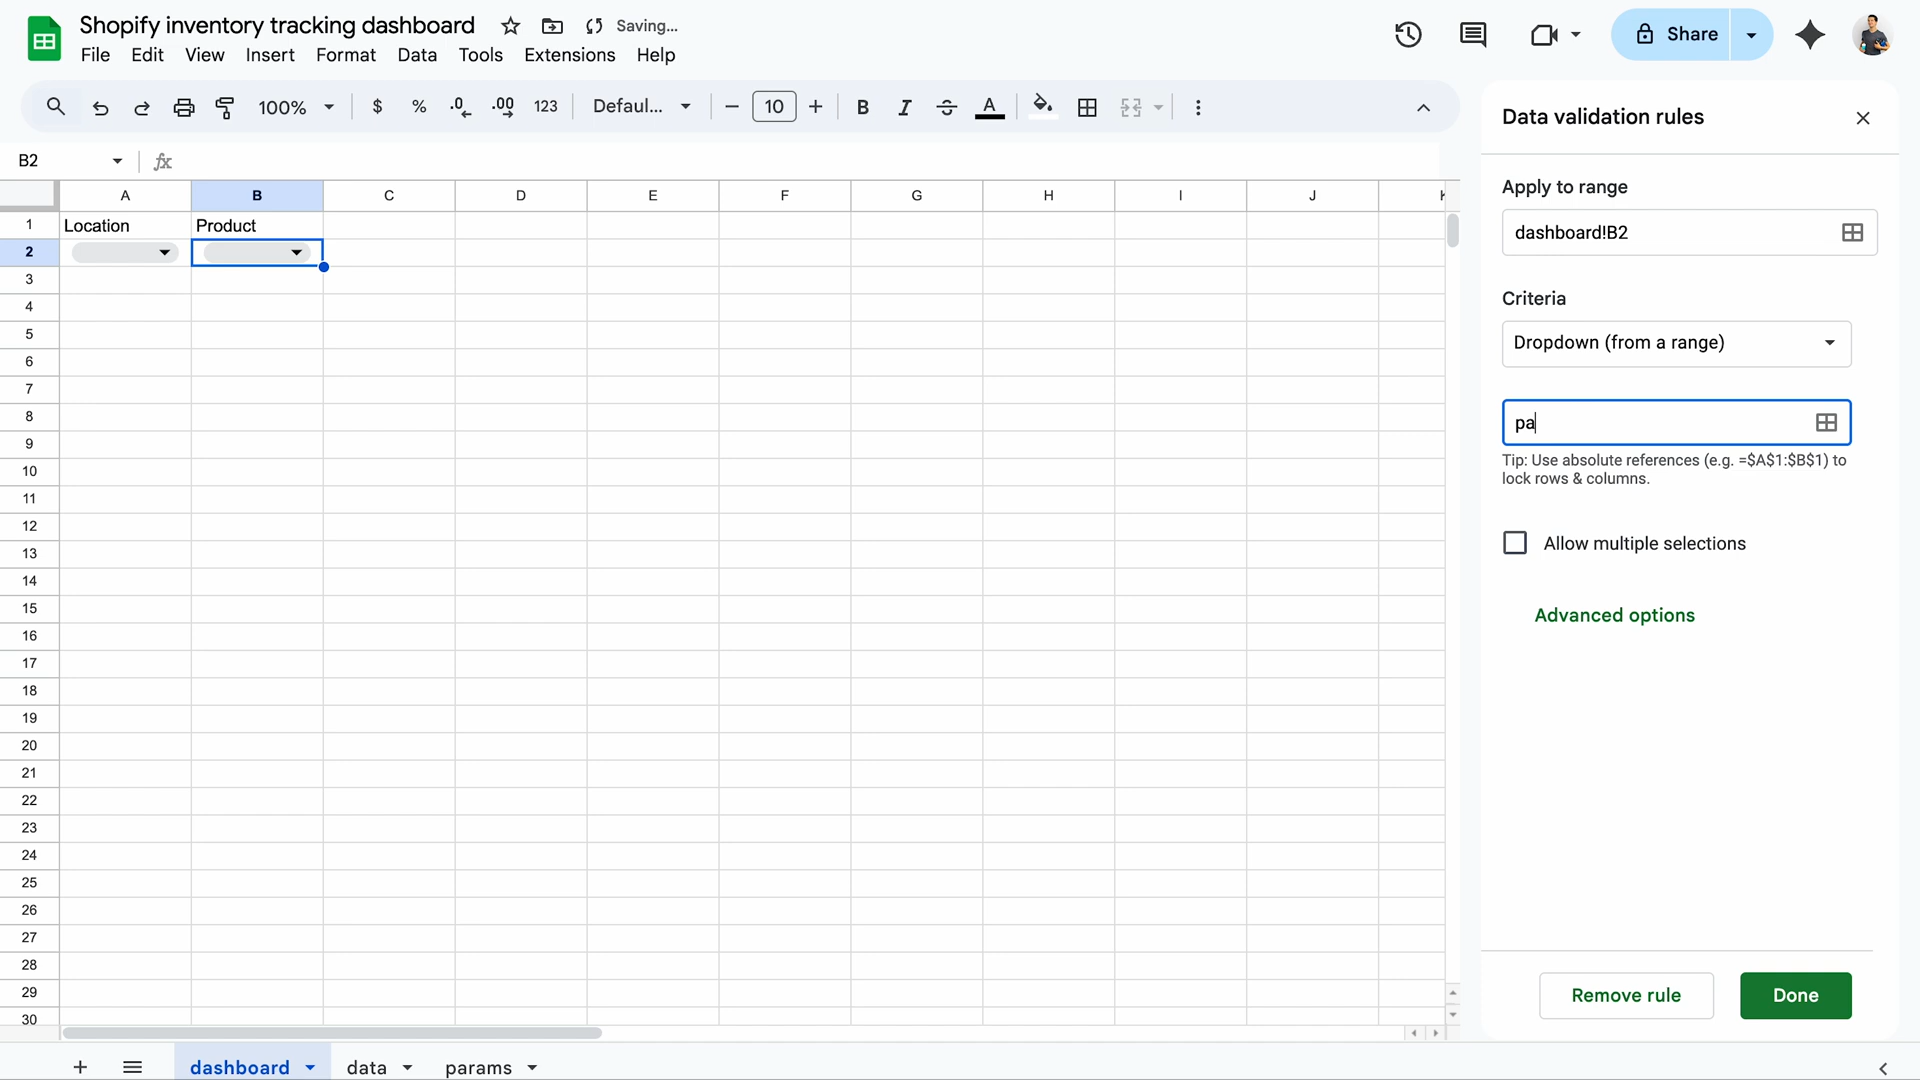 Shopify inventory tracking dashboard Saving...
File Edit View Insert Format Data Tools Extensions Help
Share
100% $ % .0 .00 123 Defaul... 10 B I A
B2 fx
A B C D E F G H I J
1 Location Product
2
3
4
5
6
7
8
9
10
11
12
13
14
15
16
17
18
19
20
21
22
23
24
25
26
27
28
29
30
dashboard data params
Data validation rules
Apply to range
dashboard!B2
Criteria
Dropdown (from a range)
pa
Tip: Use absolute references (e.g. =$A$1:$B$1) to
lock rows & columns.
Allow multiple selections
Advanced options
Remove rule Done